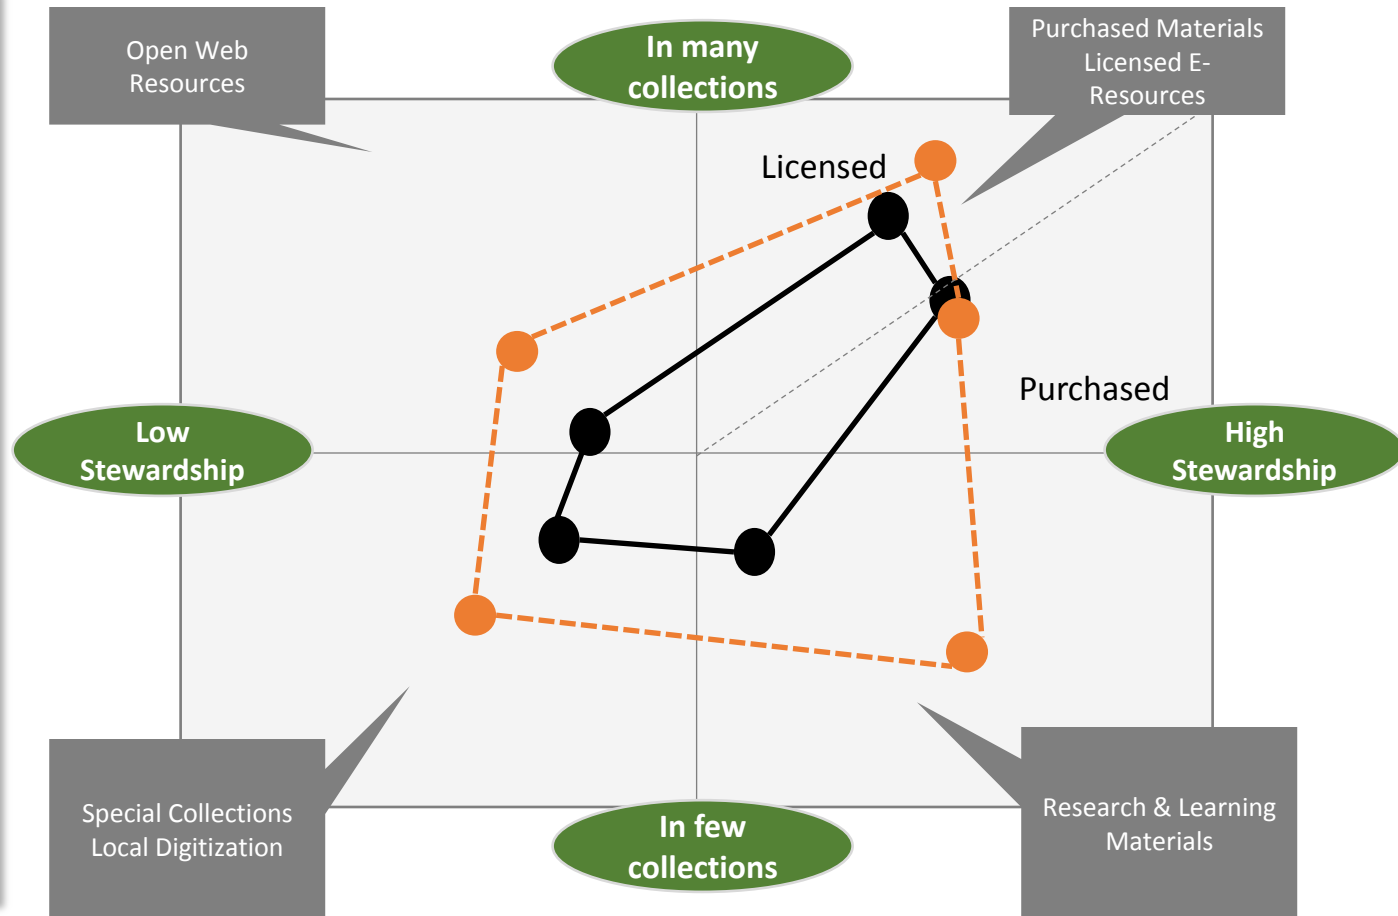 Open Web
Resources
In many
collections
Purchased Materials
Licensed E-
Resources
Licensed
Purchased
Low
Stewardship
High
Stewardship
Special Collections
Local Digitization
In few
collections
Research & Learning
Materials